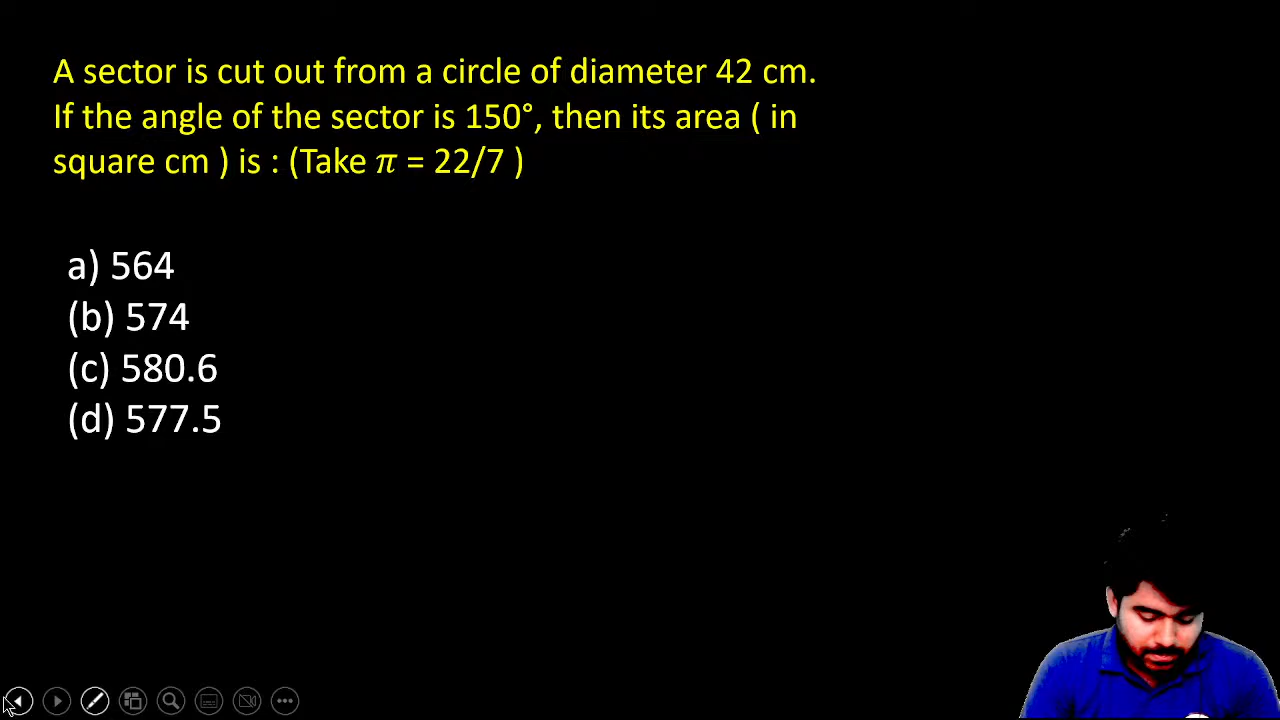 A sector is cut out from a circle of diameter 42 cm.
If the angle of the sector is 150°, then its area ( in
square cm ) is : (Take 𝜋 = 22/7 )
a) 564
(b) 574
(c) 580.6
(d) 577.5